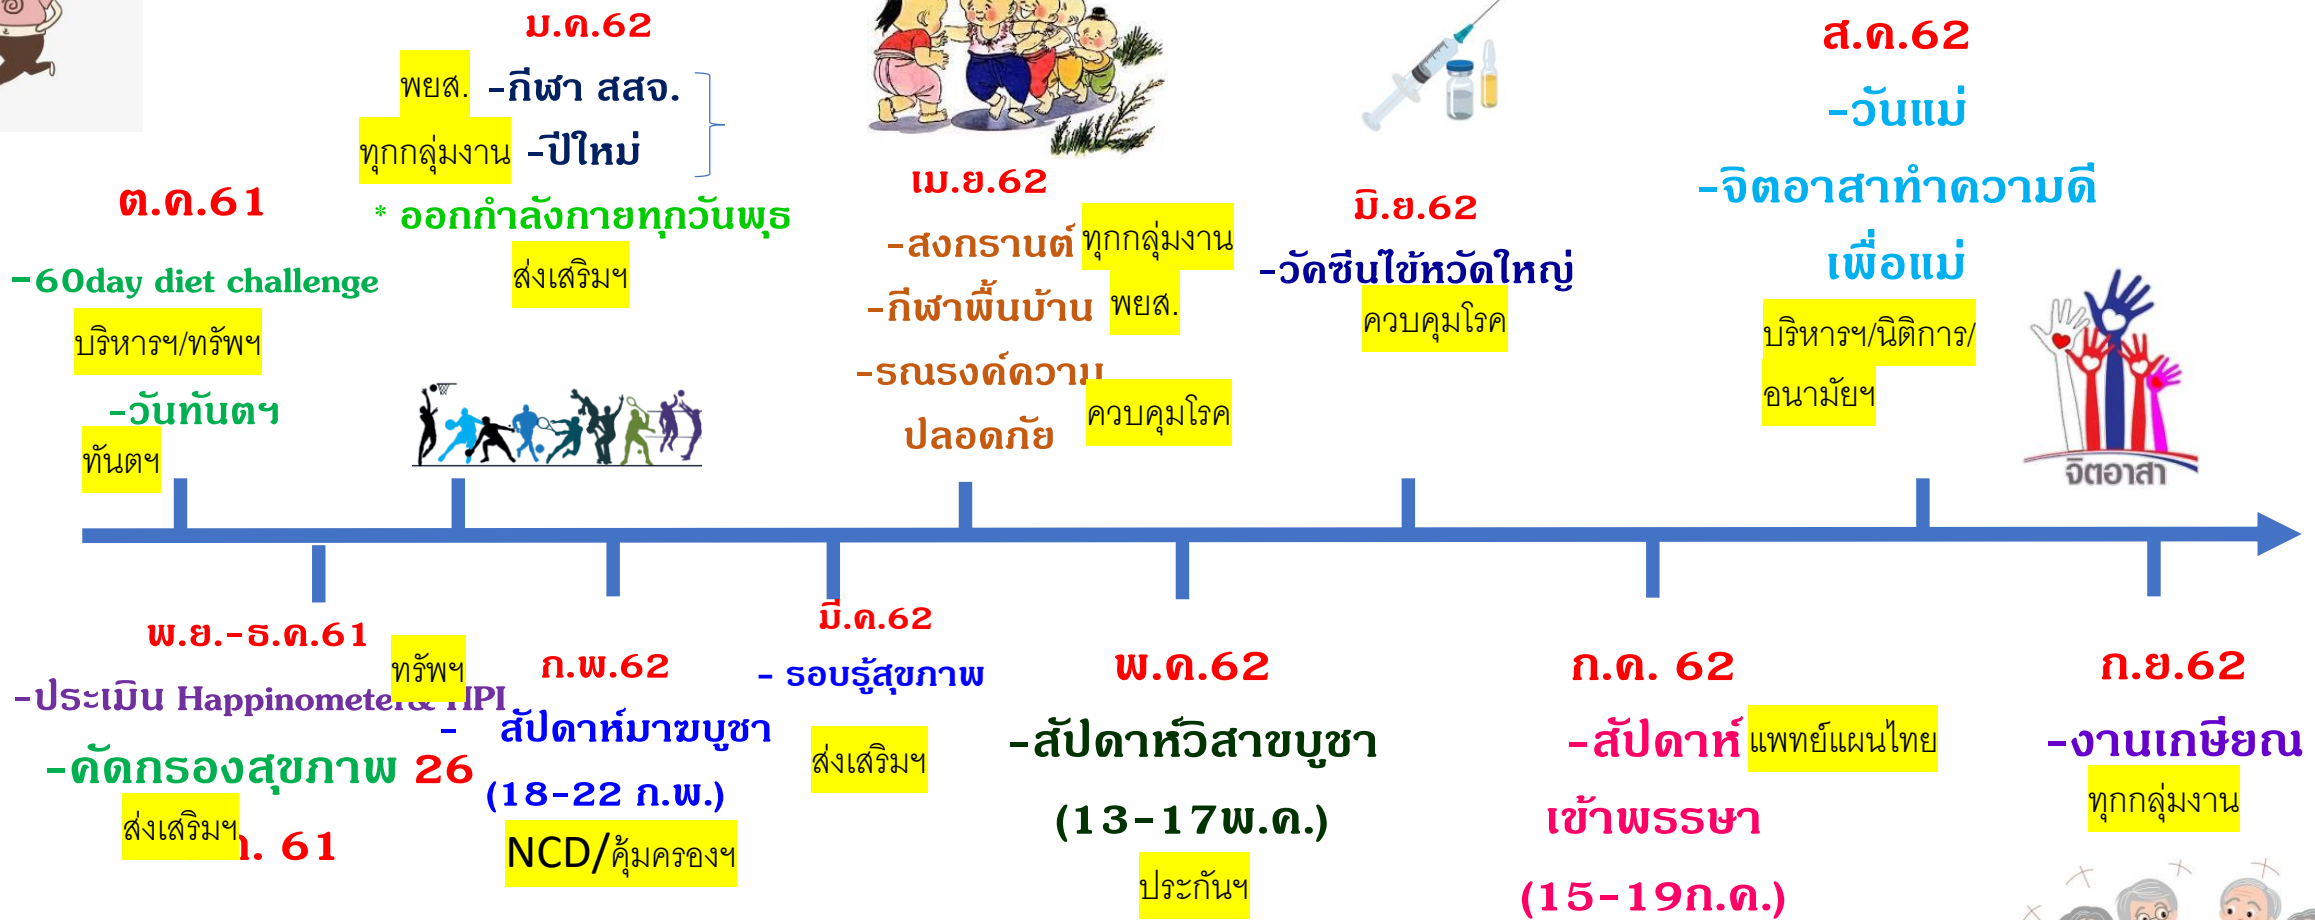 ต.ค.61
-60day diet challenge
บริหารฯ/ทรัพฯ
-วันทันตฯ
ทันตฯ
ม.ค.62
พยส. -กีฬา สสจ.
ทุกกลุ่มงาน -ปีใหม่
* ออกกำลังกายทุกวันพุธ
ส่งเสริมฯ
เม.ย.62
-สงกรานต์ ทุกกลุ่มงาน
-กีฬาพื้นบ้าน พยส.
-รณรงค์ความ
ปลอดภัย ควบคุมโรค
มิ.ย.62
-วัคซีนไข้หวัดใหญ่
ควบคุมโรค
ส.ค.62
-วันแม่
-จิตอาสาทำความดี
เพื่อแม่
บริหารฯ/นิติการ/
อนามัยฯ
จิตอาสา
พ.ย.-ธ.ค.61
ทรัพฯ
-ประเมิน Happinometer&
-คัดกรองสุขภาพ 26
ส่งเสริมฯ 61
ก.พ.62
- สัปดาห์มาฆบูชา
(18-22 ก.พ.)
NCD/คุ้มครองฯ
มี.ค.62
- รอบรู้สุขภาพ
ส่งเสริมฯ
พ.ค.62
-สัปดาห์วิสาขบูชา
(13-17พ.ค.)
ประกันฯ
ก.ค. 62
-สัปดาห์ แพทย์แผนไทย
เข้าพรรษา
(15-19ก.ค.)
ก.ย.62
-งานเกษียณ
ทุกกลุ่มงาน